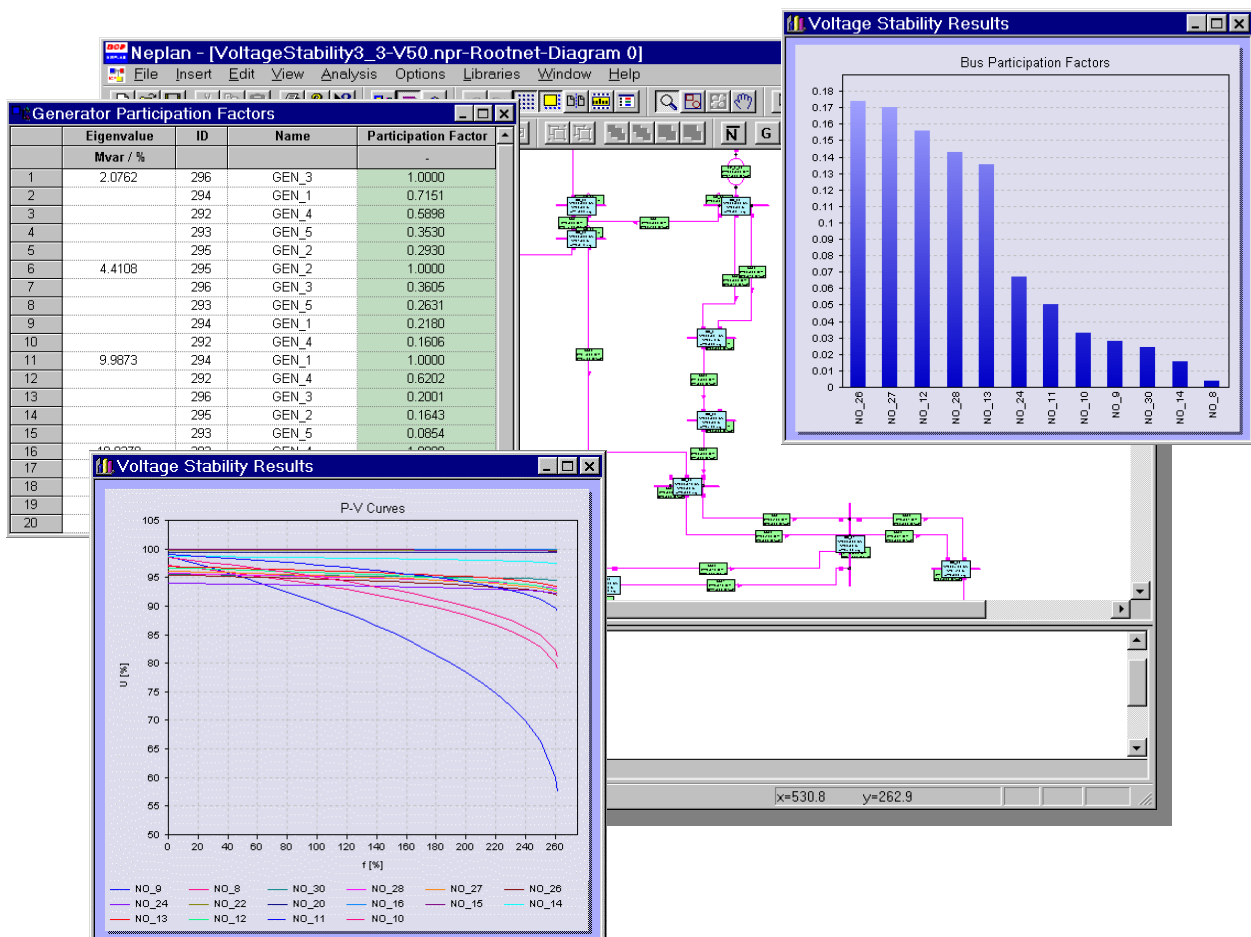 Voltage Stability Results
Bus Participation Factors
0.18
0.17
0.16
0.15
0.14
0.13
0.12
0.11
0.1
0.09
0.08
0.07
0.06
0.05
0.04
0.03
0.02
0.01
0
NO_26 NO_27 NO_12 NO_28 NO_13 NO_24 NO_11 NO_10 NO_9 NO_30 NO_14 NO_8
Neplan - [VoltageStability3_3-V50.npr-Rootnet-Diagram 0]
File Insert Edit View Analysis Options Libraries Window Help
N G
Generator Participation Factors
Eigenvalue ID Name Participation Factor
Mvar / % -
1 2.0762 296 GEN_3 1.0000
2 294 GEN_1 0.7151
3 292 GEN_4 0.5898
4 293 GEN_5 0.3530
5 295 GEN_2 0.2930
6 4.4108 295 GEN_2 1.0000
7 296 GEN_3 0.3605
8 293 GEN_5 0.2631
9 294 GEN_1 0.2180
10 292 GEN_4 0.1606
11 9.9873 294 GEN_1 1.0000
12 292 GEN_4 0.6202
13 296 GEN_3 0.2001
14 295 GEN_2 0.1643
15 293 GEN_5 0.0854
16
17
18
19
20
Voltage Stability Results
P-V Curves
105
100
95
90
85
80
75
70
65
60
55
50
U [%]
0 20 40 60 80 100 120 140 160 180 200 220 240 260
f [%]
NO_9 NO_8 NO_30 NO_28 NO_27 NO_26
NO_24 NO_22 NO_20 NO_16 NO_15 NO_14
NO_13 NO_12 NO_11 NO_10
x=530.8 y=262.9